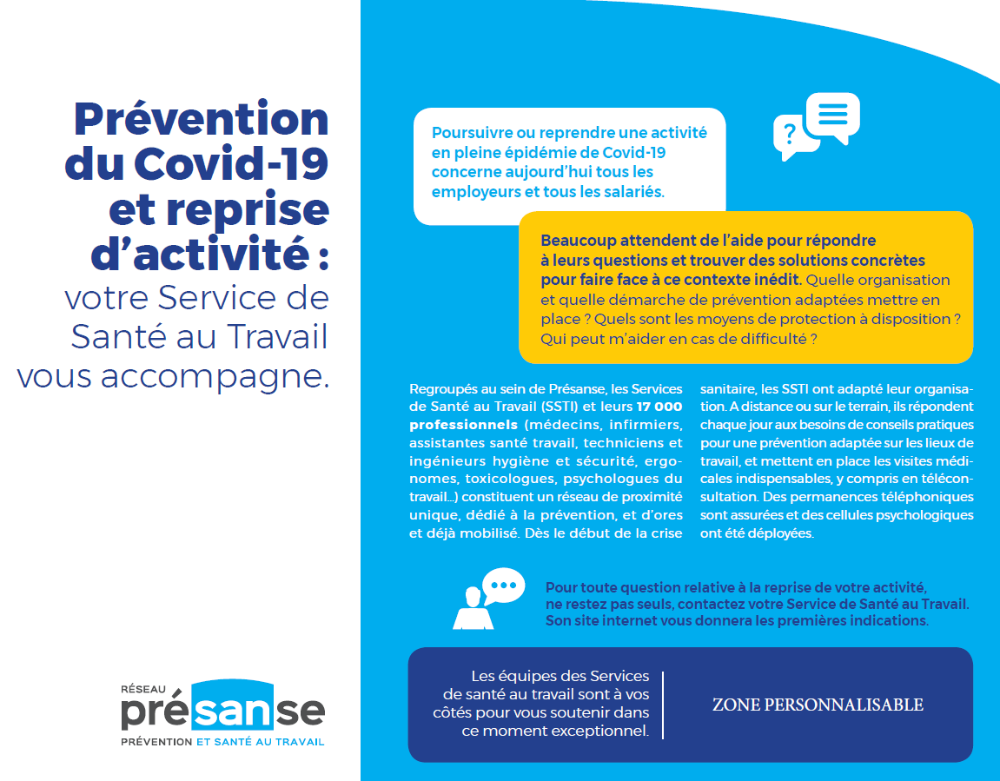 Prévention
du Covid-19
et reprise
d’activité :
votre Service de
Santé au Travail
vous accompagne.
RÉSEAU
présanse
PRÉVENTION ET SANTÉ AU TRAVAIL
Poursuivre ou reprendre une activité
en pleine épidémie de Covid-19
concerne aujourd’hui tous les
employeurs et tous les salariés.
?
Beaucoup attendent de l’aide pour répondre
à leurs questions et trouver des solutions concrètes
pour faire face à ce contexte inédit. Quelle organisation
et quelle démarche de prévention adaptées mettre en
place ? Quels sont les moyens de protection à disposition ?
Qui peut m’aider en cas de difficulté ?
Regroupés au sein de Présanse, les Services
de Santé au Travail (SSTI) et leurs 17 000
professionnels (médecins, infirmiers,
assistantes santé travail, techniciens et
ingénieurs hygiène et sécurité, ergo-
nomes, toxicologues, psychologues du
travail…) constituent un réseau de proximité
unique, dédié à la prévention, et d’ores
et déjà mobilisé. Dès le début de la crise
sanitaire, les SSTI ont adapté leur organisa-
tion. A distance ou sur le terrain, ils répondent
chaque jour aux besoins de conseils pratiques
pour une prévention adaptée sur les lieux de
travail, et mettent en place les visites médi-
cales indispensables, y compris en télécon-
sultation. Des permanences téléphoniques
sont assurées et des cellules psychologiques
ont été déployées.
Pour toute question relative à la reprise de votre activité,
ne restez pas seuls, contactez votre Service de Santé au Travail.
Son site internet vous donnera les premières indications.
Les équipes des Services
de santé au travail sont à vos
côtés pour vous soutenir dans
ce moment exceptionnel.
ZONE PERSONNALISABLE